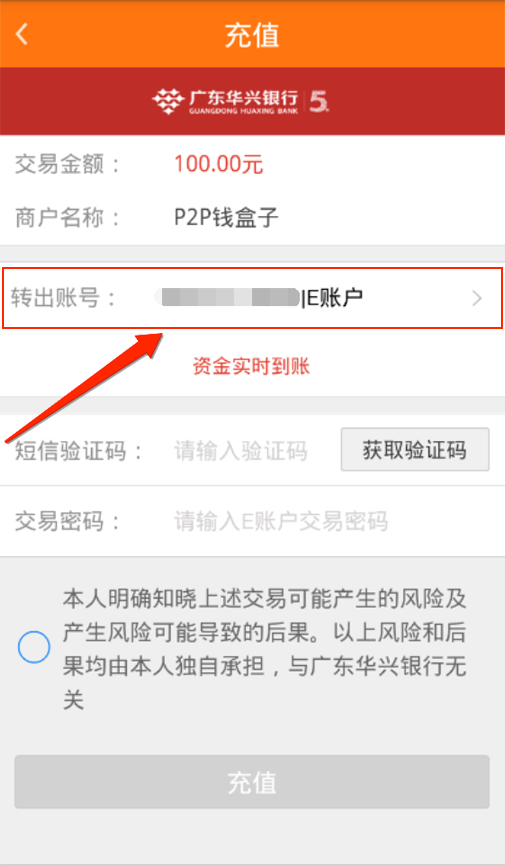 充值
广东华兴银行 5
GUANGDONG HUAXING BANK
交易金额： 100.00元
商户名称： P2P钱盒子
转出账号： |E账户
资金实时到账
短信验证码： 请输入验证码 获取验证码
交易密码： 请输入E账户交易密码
本人明确知晓上述交易可能产生的风险及
产生风险可能导致的后果。以上风险和后
果均由本人独自承担，与广东华兴银行无
关
充值